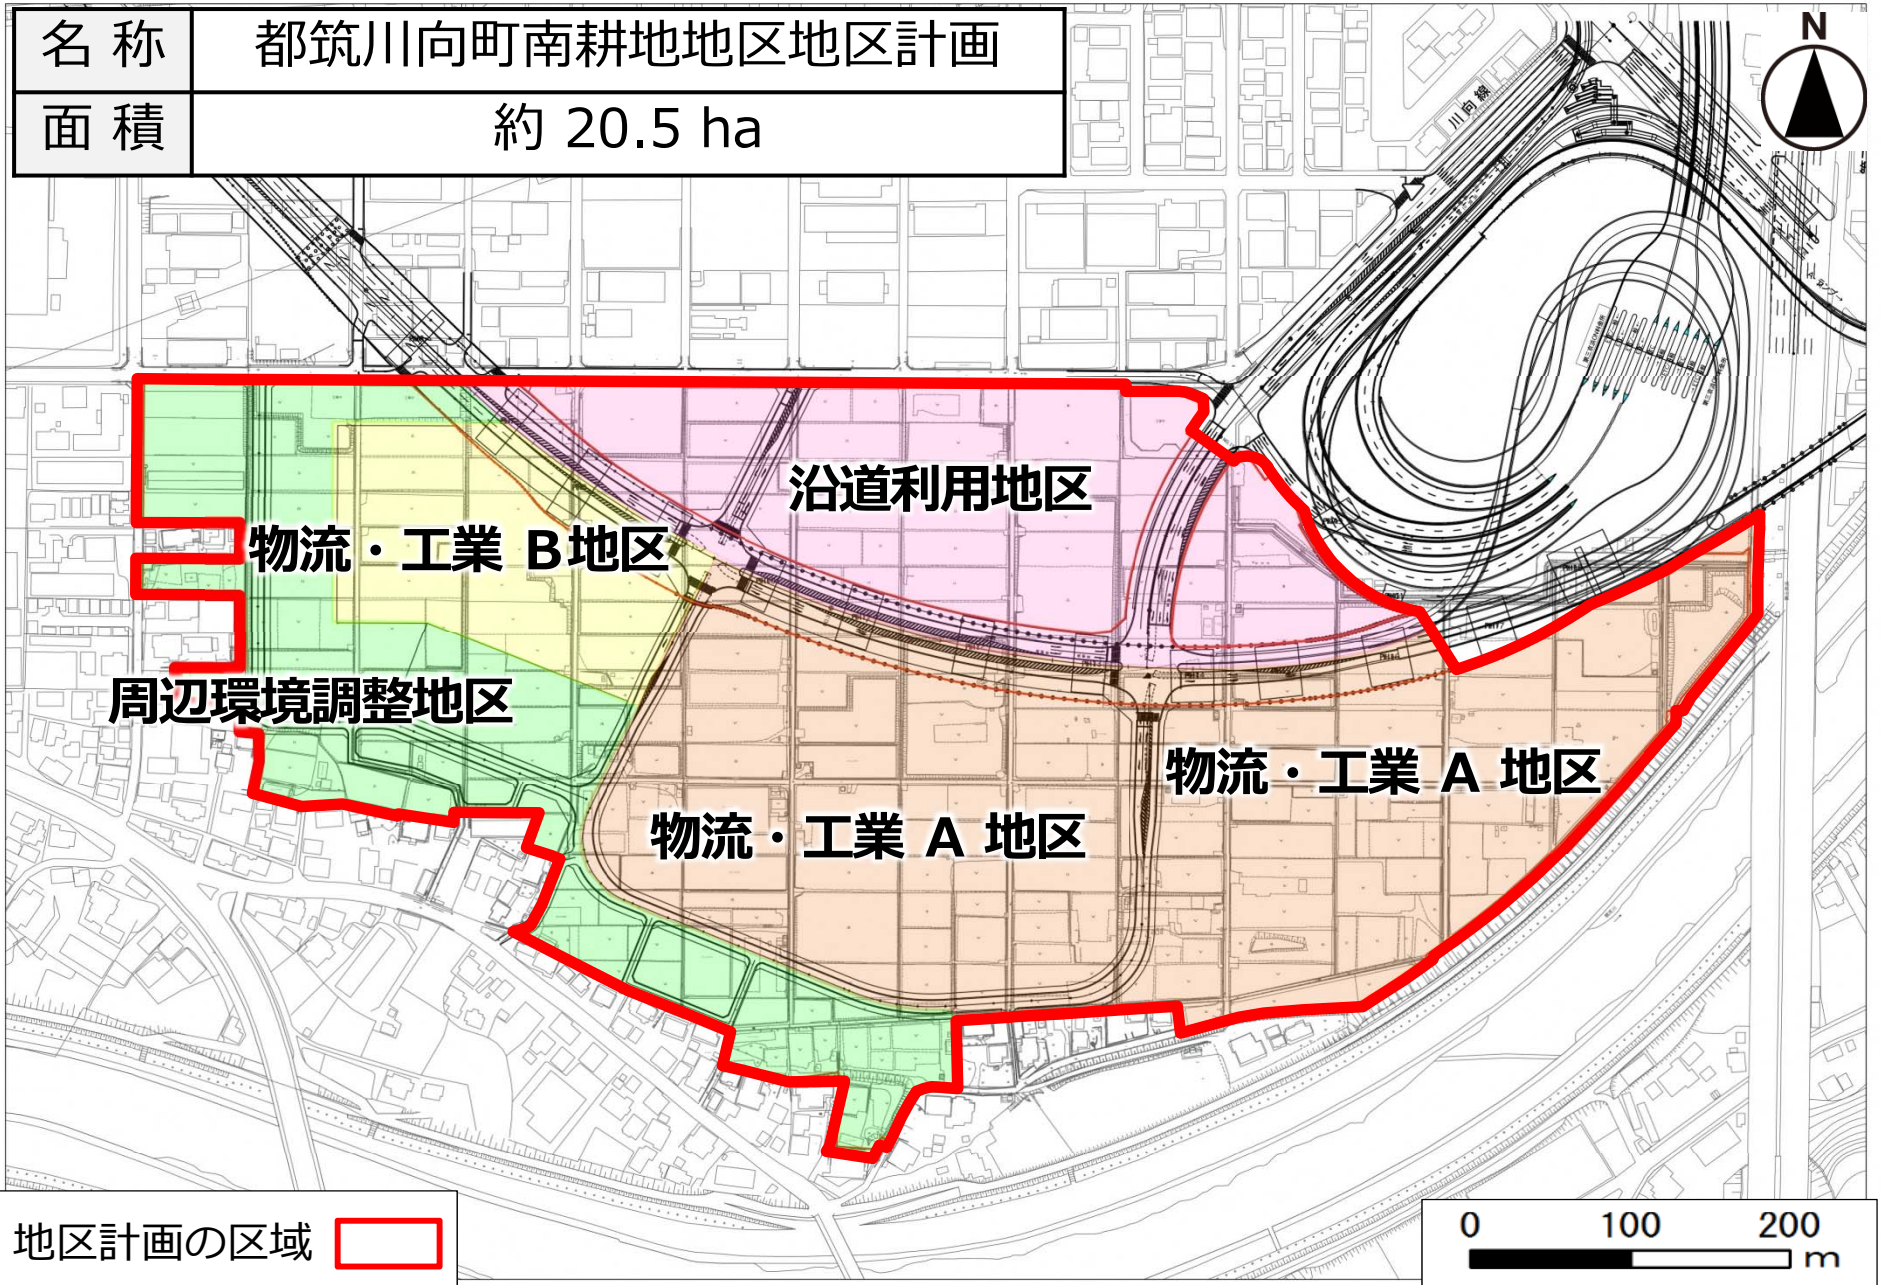 名称 都筑川向町南耕地地区地区計画
面積 約 20.5 ha
N
川向線
沿道利用地区
物流・工業 B地区
周辺環境調整地区
物流・工業 A 地区
物流・工業 A 地区
地区計画の区域
0 100 200
m